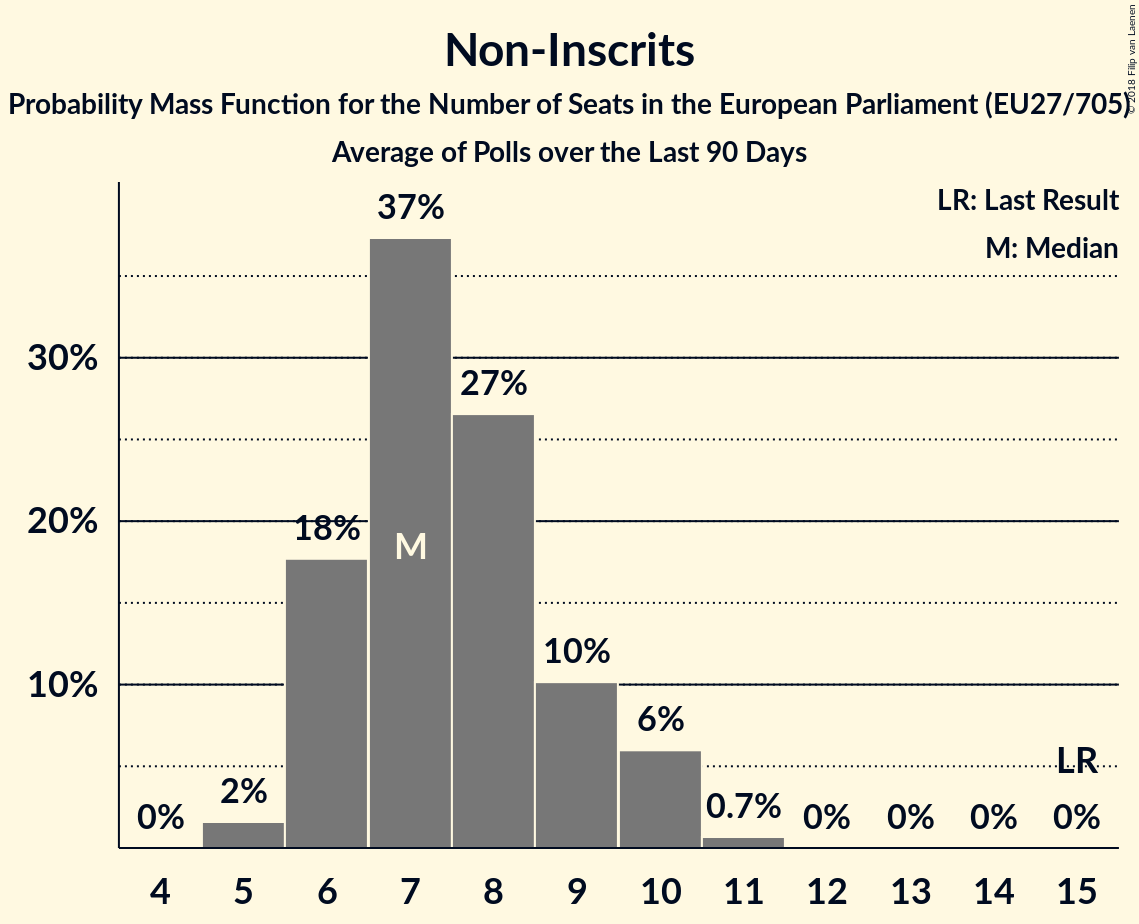 Non-Inscrits
Probability Mass Function for the Number of Seats in the European Parliament (EU27/705)
Average of Polls over the Last 90 Days
© 2018 Filip van Laenen
LR: Last Result
M: Median
37%
30%
27%
20%
18%
M
10%
10%
6%
LR
2%
0%
0.7%
0%
0%
0%
0%
4 5 6 7 8 9 10 11 12 13 14 15